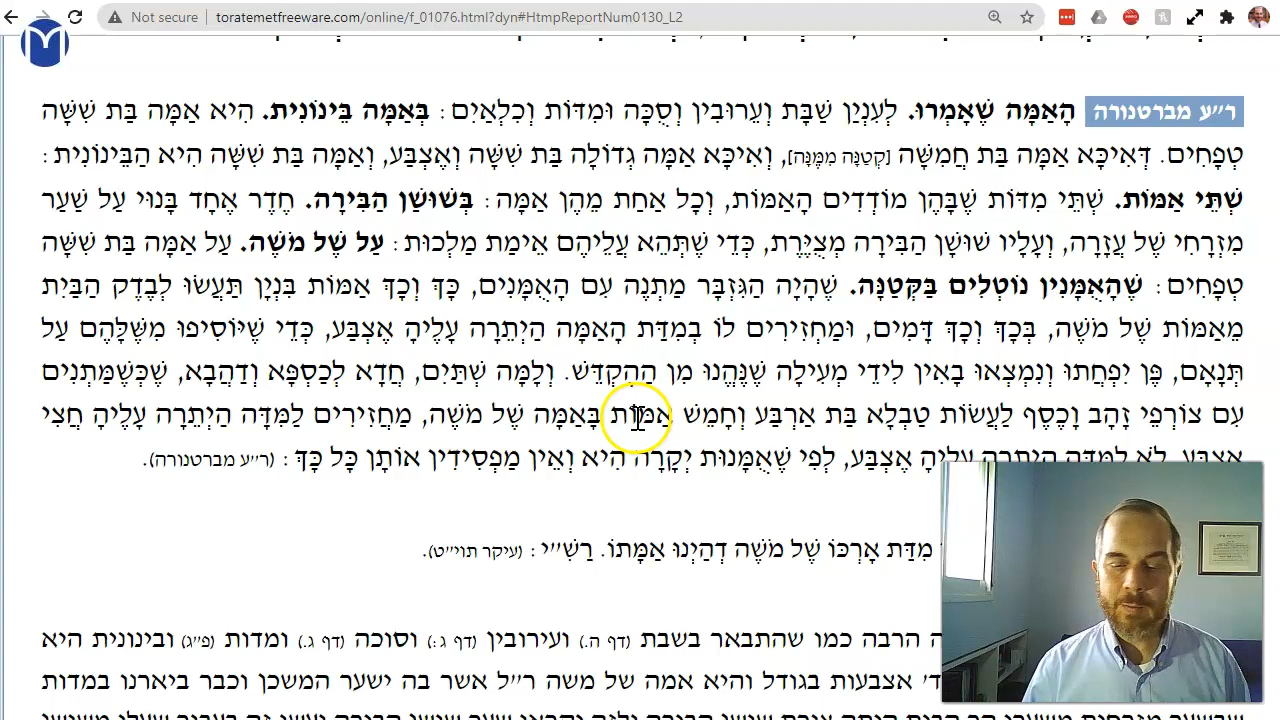 Not secure | toratemetfreeware.com/online/f_01076.html?dyn#HtmpReportNum0130_L2
ר״ע מברטנורה הָאַמָּה שֶׁאָמְרוּ. לְעִנְיַן שַׁבָּת וְעֵרוּבִין וְסֻכָּה וּמִדּוֹת וְכִלְאַיִם : בְּאַמָּה בֵּינוֹנִית. הִיא אַמָּה בַּת שִׁשָּׁה
טְפָחִים. דְּאִיכָּא אַמָּה בַּת חֲמִשָּׁה [קְטַנָּה מִמֶּנָּה], וְאִיכָּא אַמָּה גְדוֹלָה בַּת שִׁשָּׁה וְאֶצְבַּע, וְאַמָּה בַּת שִׁשָּׁה הִיא הַבֵּינוֹנִית :
שְׁתֵּי אַמּוֹת. שְׁתֵּי מִדּוֹת שֶׁבָּהֶן מוֹדְדִים הָאַמּוֹת, וְכָל אַחַת מֵהֶן אַמָּה : בְּשׁוּשַׁן הַבִּירָה. חֶדֶר אֶחָד בָּנוּי עַל שַׁעַר
מִזְרָחִי שֶׁל עֲזָרָה, וְעָלָיו שׁוּשַׁן הַבִּירָה מְצֻיֶּרֶת, כְּדֵי שֶׁתְּהֵא עֲלֵיהֶם אֵימַת מַלְכוּת : עַל שֶׁל מֹשֶׁה. עַל אַמָּה בַּת שִׁשָּׁה
טְפָחִים : שֶׁהָאֻמָּנִין נוֹטְלִים בַּקְּטַנָּה. שֶׁהָיָה הַגִּזְבָּר מַתְנֶה עִם הָאֻמָּנִים, כָּךְ וְכָךְ אַמּוֹת בִּנְיָן תַּעֲשׂוּ לְבֶדֶק הַבַּיִת
מֵאַמּוֹת שֶׁל מֹשֶׁה, בְּכָךְ וְכָךְ דָּמִים, וּמַחְזִירִים לוֹ בְמִדַּת הָאַמָּה הַיְתֵרָה עָלֶיהָ אֶצְבַּע, כְּדֵי שֶׁיּוֹסִיפוּ מִשֶּׁלָּהֶם עַל
תְּנָאָם, פֶּן יִפְחֲתוּ וְנִמְצְאוּ בָאִין לִידֵי מְעִילָה שֶׁנֶּהֱנוּ מִן הַהֶקְדֵּשׁ. וְלָמָּה שְׁתַּיִם, חֲדָא לְכַסְפָּא וְדַהֲבָא, שֶׁכְּשֶׁמַּתְנִים
עִם צוֹרְפֵי זָהָב וָכֶסֶף לַעֲשׂוֹת טַבְלָא בַּת אַרְבַּע וְחָמֵשׁ אַמּוֹת בָּאַמָּה שֶׁל מֹשֶׁה, מַחֲזִירִים לַמִּדָּה הַיְתֵרָה עָלֶיהָ חֲצִי
אֶצְבַּע, לֹא לַמִּדָּה הַיְתֵרָה עָלֶיהָ אֶצְבַּע, לְפִי שֶׁאֻמָּנוּת יְקָרָה הִיא וְאֵין מַפְסִידִין אוֹתָן כָּל כָּךְ : (ר״ע מברטנורה).
מִדַּת אָרְכּוֹ שֶׁל מֹשֶׁה דְהַיְנוּ אַמָּתוֹ. רַשִׁ״י : (עיקר תוי״ט).
הרבה כמו שהתבאר בשבת (דף ה.) ועירובין (דף ג:) וסוכה (דף ג.) ומדות (פ״ג) ובינונית היא
ד׳ אצבעות בגודל והיא אמה של משה ר״ל אשר בה ישער המשכן וכבר ביארנו במדות